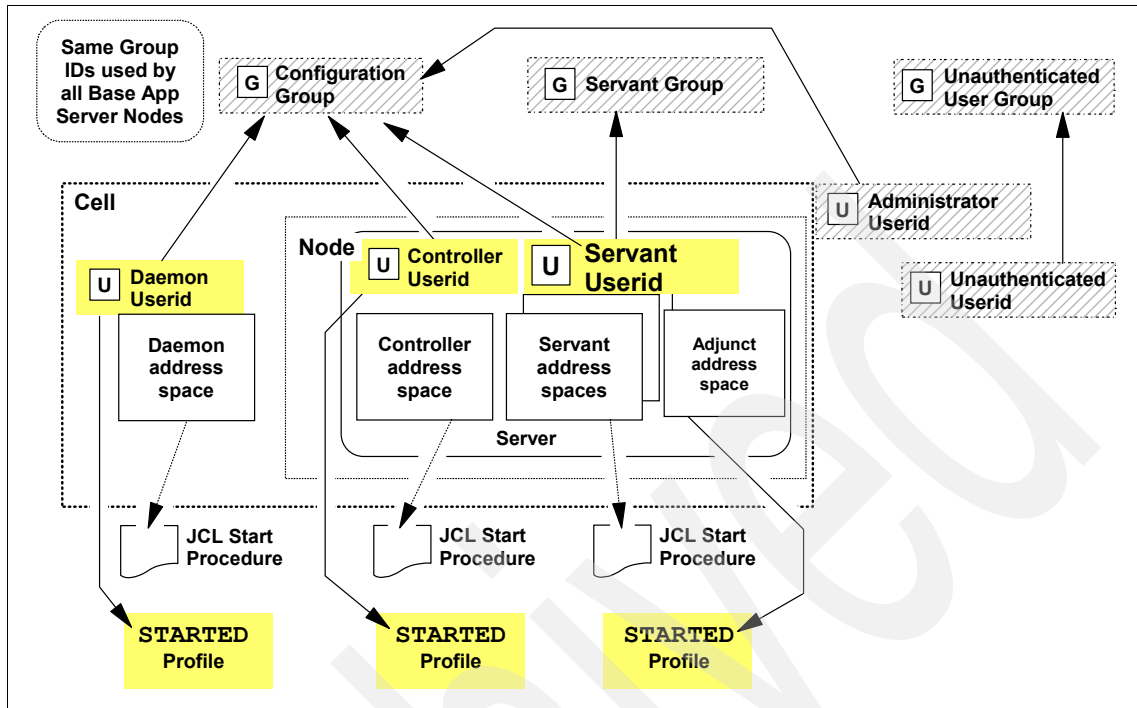 Same Group
IDs used by
all Base App
Server Nodes
G
Configuration
Group
G
Servant Group
G
Unauthenticated
User Group
Cell
U
Administrator
Userid
Node
U
Daemon
Userid
U
Controller
Userid
U
Servant
Userid
U
Unauthenticated
Userid
Daemon
address
space
Controller
address
space
Servant
address
spaces
Adjunct
address
space
Server
JCL Start
Procedure
JCL Start
Procedure
JCL Start
Procedure
STARTED
Profile
STARTED
Profile
STARTED
Profile